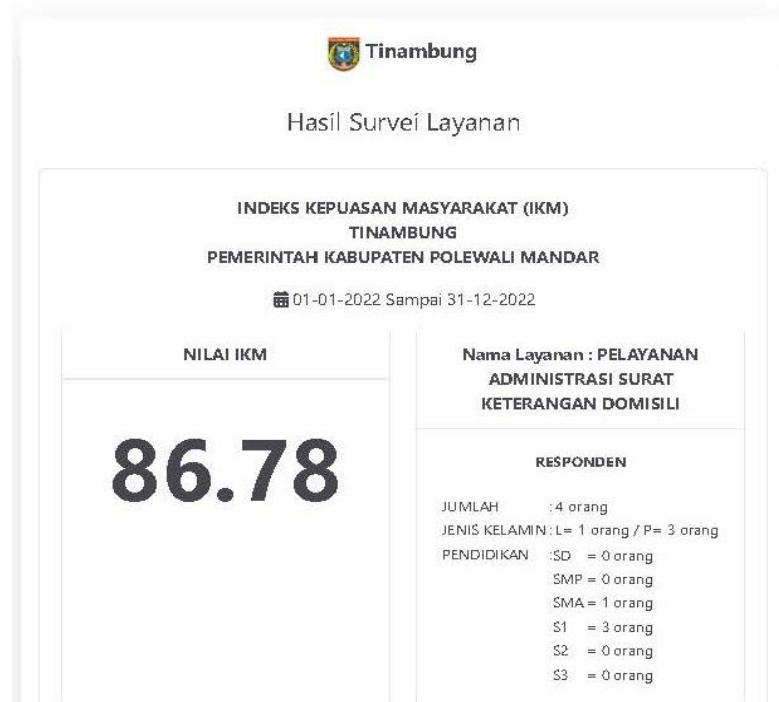 Tinambung
Hasil Survei Layanan
INDEKS KEPUASAN MASYARAKAT (IKM)
TINAMBUNG
PEMERINTAH KABUPATEN POLEWALI MANDAR
01-01-2022 Sampai 31-12-2022
NILAI IKM
86.78
Nama Layanan : PELAYANAN
ADMINISTRASI SURAT
KETERANGAN DOMISILI
RESPONDEN
JUMLAH : 4 orang
JENIS KELAMIN : L= 1 orang / P= 3 orang
PENDIDIKAN : SD = 0 orang
SMP = 0 orang
SMA = 1 orang
S1 = 3 orang
S2 = 0 orang
S3 = 0 orang